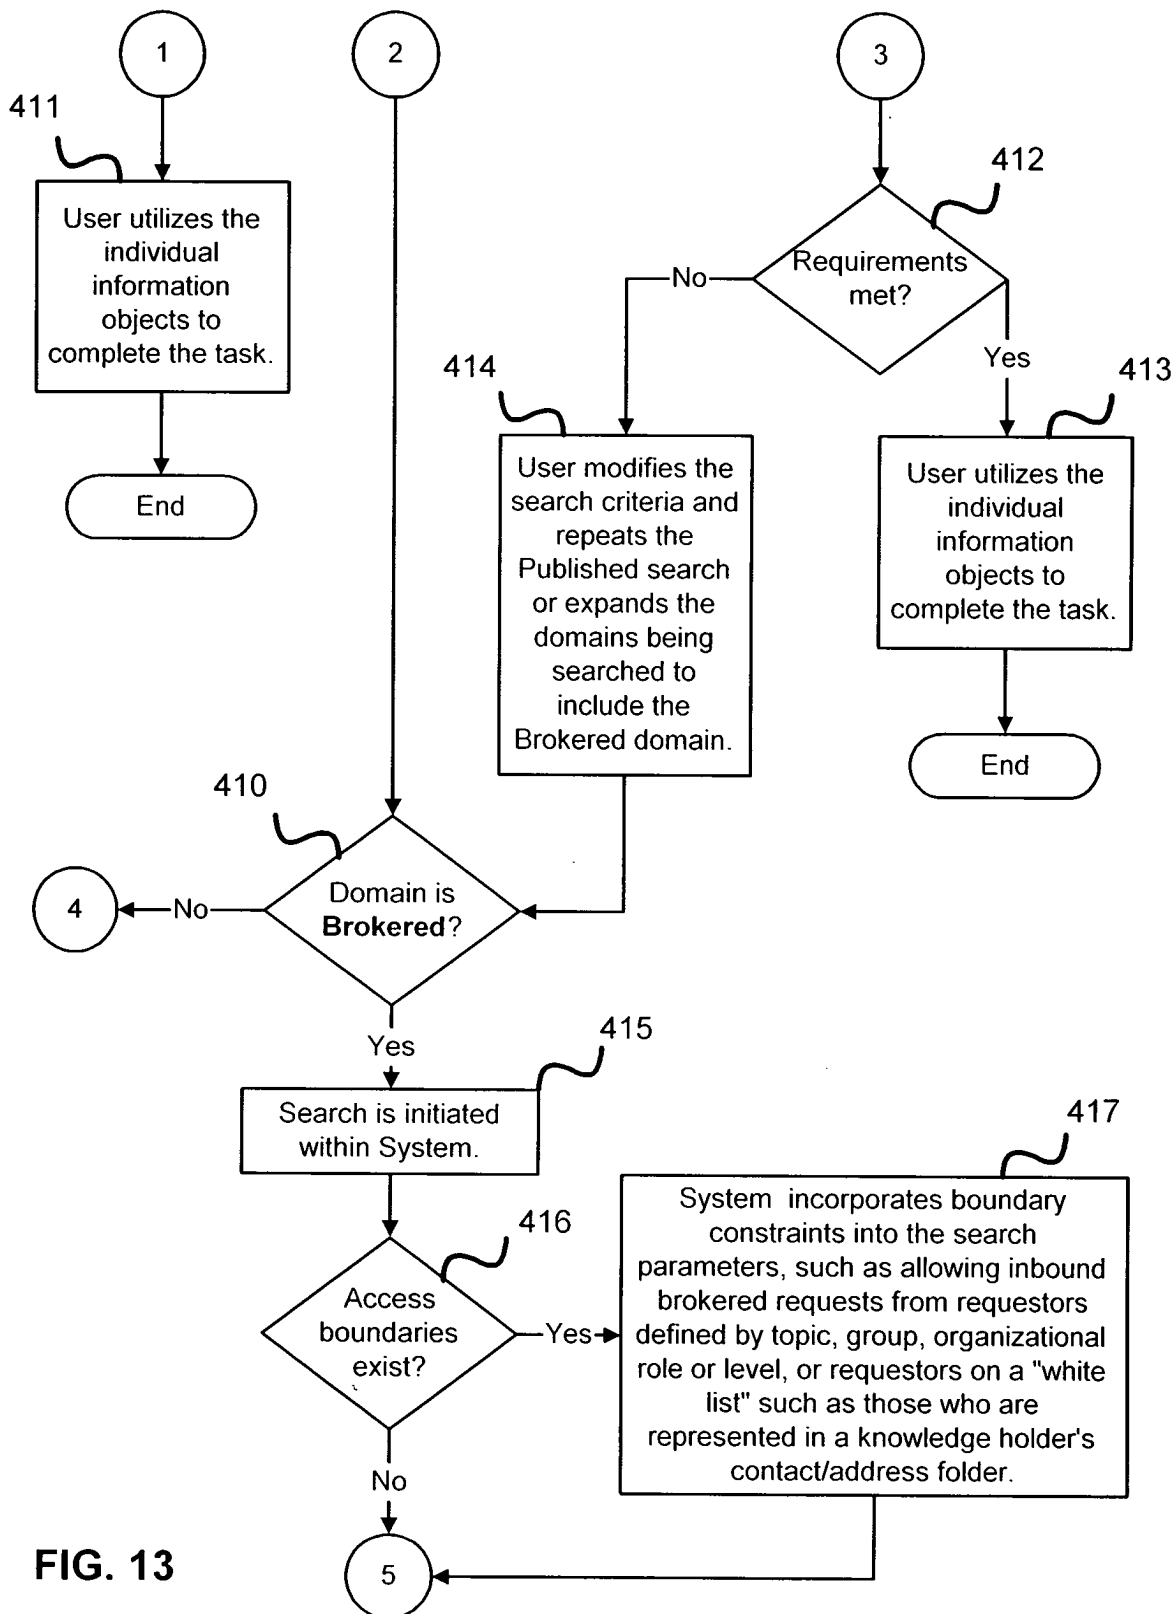 1
2
3
411
User utilizes the
individual
information
objects to
complete the task.
End
412
Requirements
met?
No
Yes
414
User modifies the
search criteria and
repeats the
Published search
or expands the
domains being
searched to
include the
Brokered domain.
413
User utilizes the
individual
information
objects to
complete the task.
End
410
Domain is
Brokered?
No
4
Yes
415
Search is initiated
within System.
416
Access
boundaries
exist?
Yes
417
System incorporates boundary
constraints into the search
parameters, such as allowing inbound
brokered requests from requestors
defined by topic, group, organizational
role or level, or requestors on a "white
list" such as those who are
represented in a knowledge holder's
contact/address folder.
No
5
FIG. 13